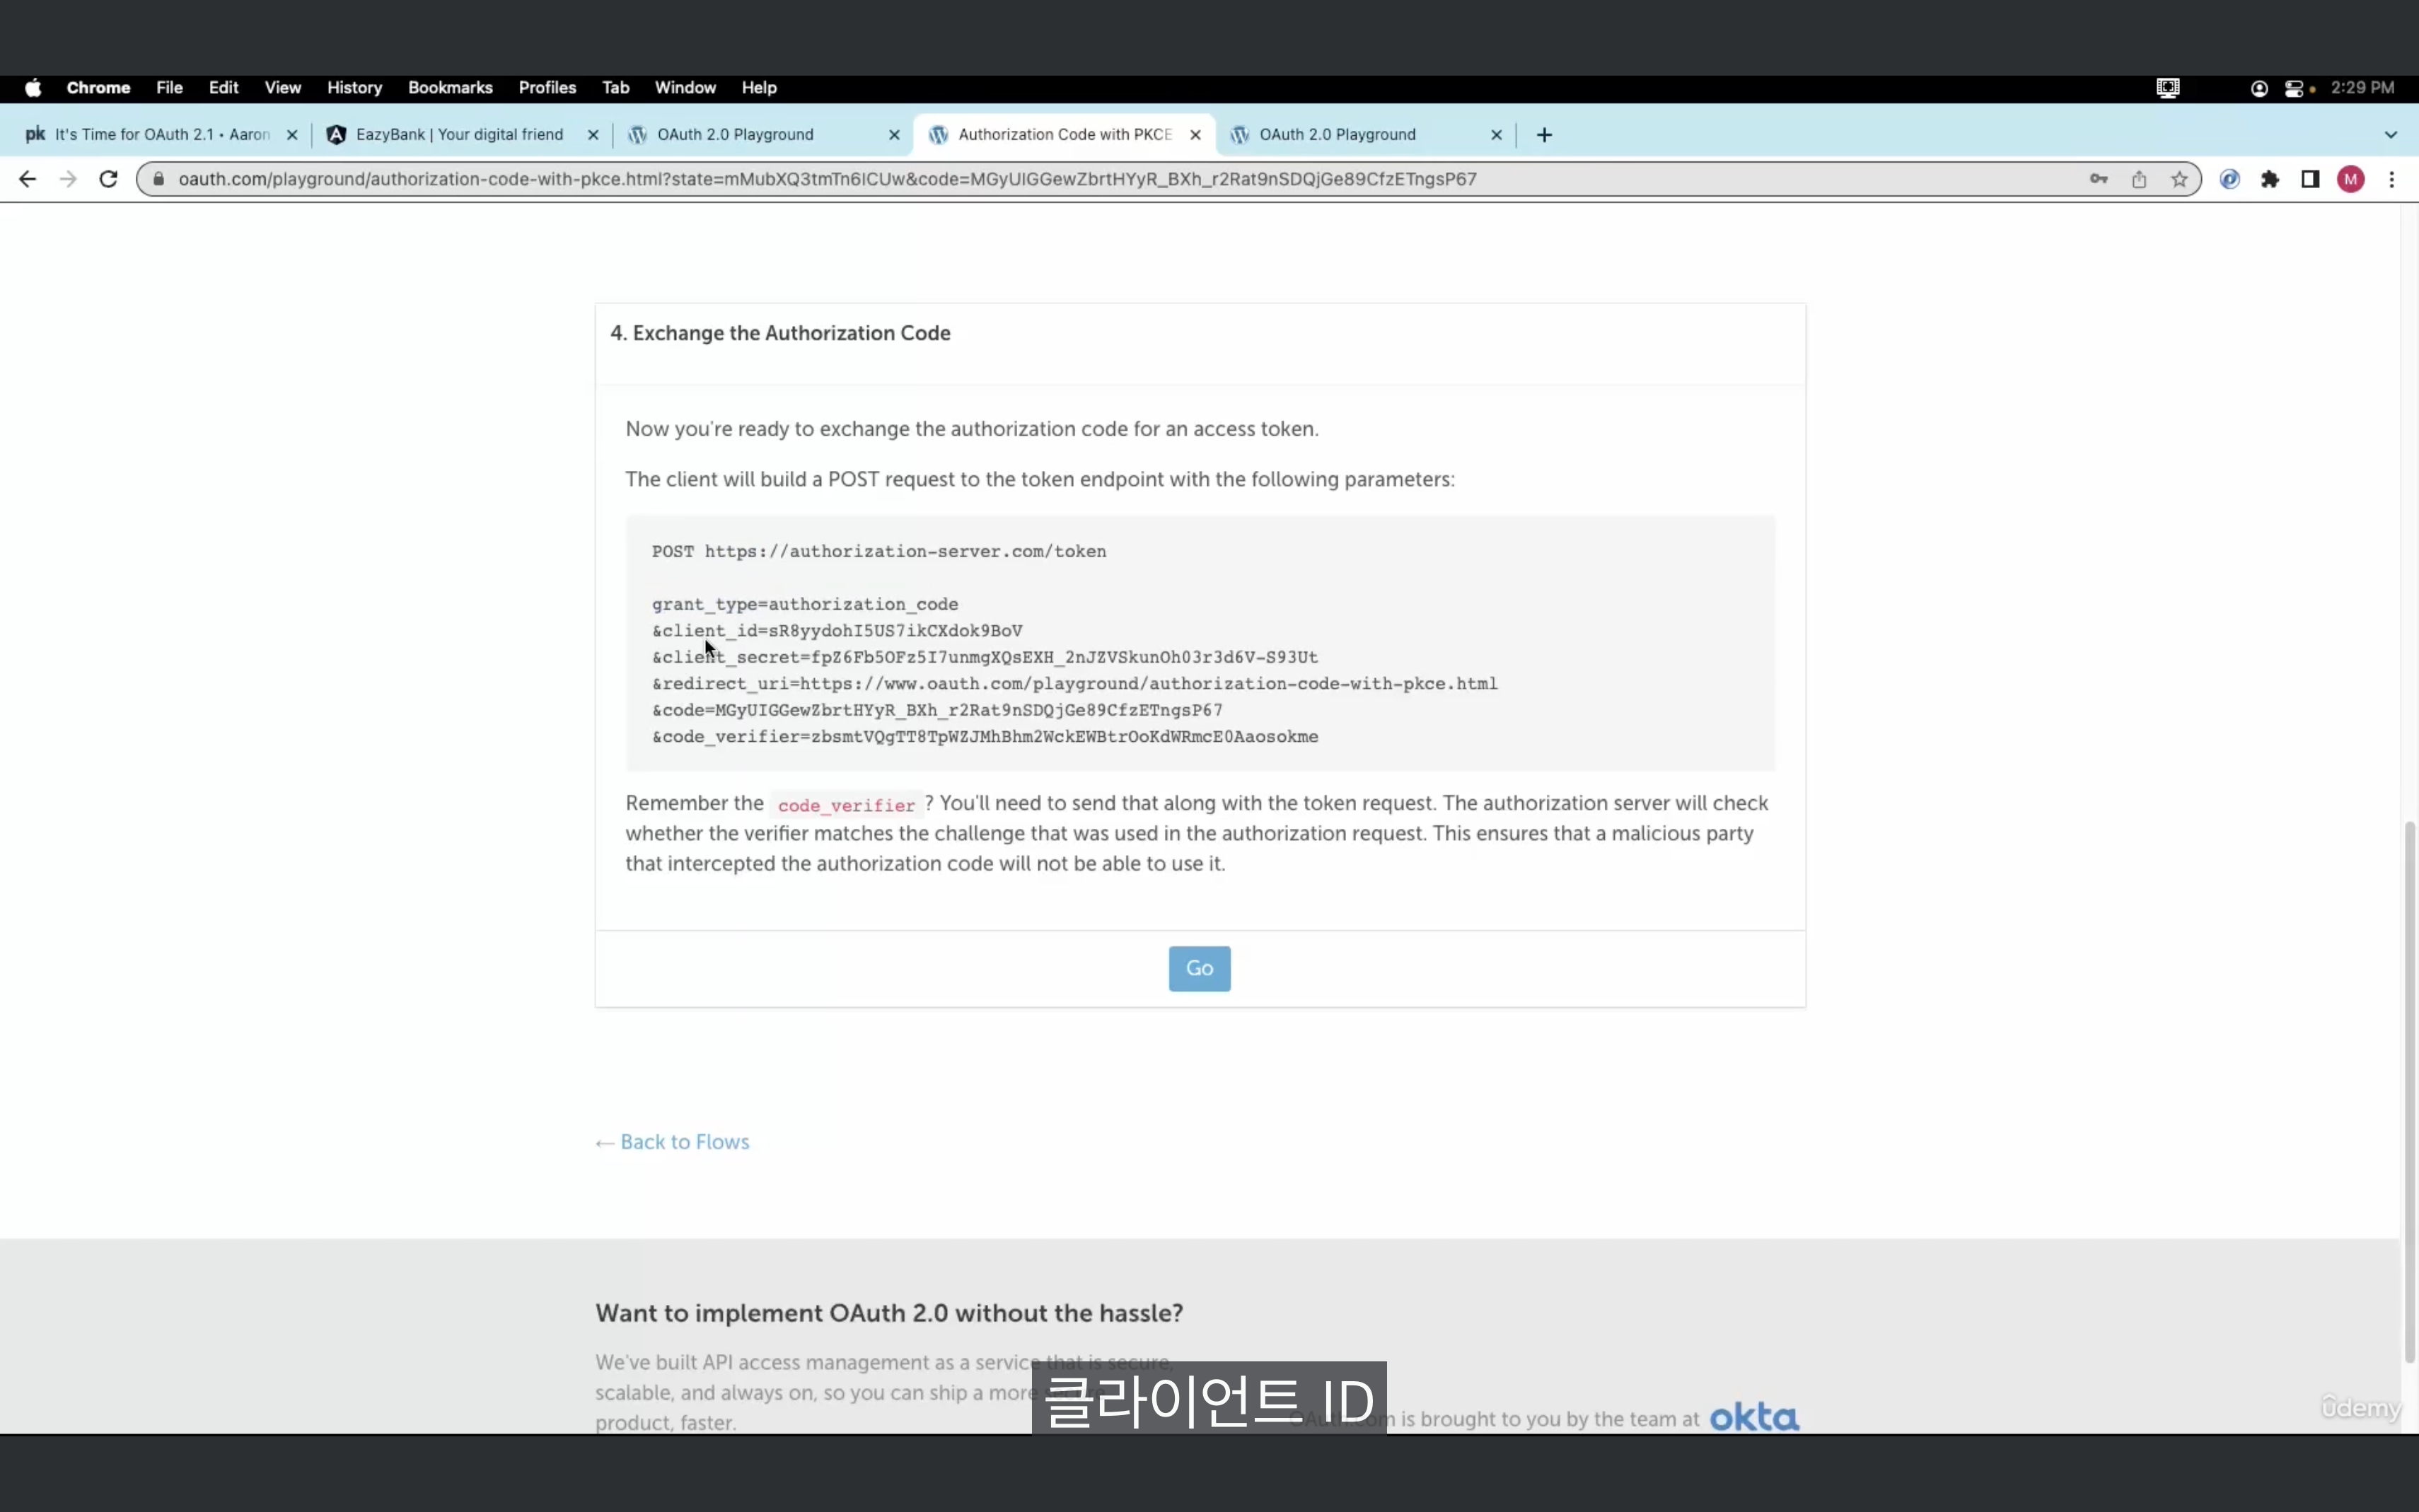 Chrome File Edit View History Bookmarks Profiles Tab Window Help 2:29 PM
pk It's Time for OAuth 2.1 • Aaron EazyBank | Your digital friend OAuth 2.0 Playground Authorization Code with PKCE OAuth 2.0 Playground
oauth.com/playground/authorization-code-with-pkce.html?state=mMubXQ3tmTn6lCUw&code=MGyUIGGewZbrtHYyR_BXh_r2Rat9nSDQjGe89CfzETngsP67 M
4. Exchange the Authorization Code
Now you're ready to exchange the authorization code for an access token.
The client will build a POST request to the token endpoint with the following parameters:
POST https://authorization-server.com/token
grant_type=authorization_code
&client_id=sR8yydohI5US7ikCXdok9BoV
&client_secret=fpZ6Fb5OFz5I7unmgXQsEXH_2nJZVSkunOh03r3d6V-S93Ut
&redirect_uri=https://www.oauth.com/playground/authorization-code-with-pkce.html
&code=MGyUIGGewZbrtHYyR_BXh_r2Rat9nSDQjGe89CfzETngsP67
&code_verifier=zbsmtVQgTT8TpWZJMhBhm2WckEWBtrOoKdWRmcE0Aaosokme
Remember the code_verifier ? You'll need to send that along with the token request. The authorization server will check
whether the verifier matches the challenge that was used in the authorization request. This ensures that a malicious party
that intercepted the authorization code will not be able to use it.
Go
← Back to Flows
Want to implement OAuth 2.0 without the hassle?
We've built API access management as a service that is secure,
scalable, and always on, so you can ship a more
product, faster.
클라이언트 ID
OAuth.com is brought to you by the team at okta
ûdemy